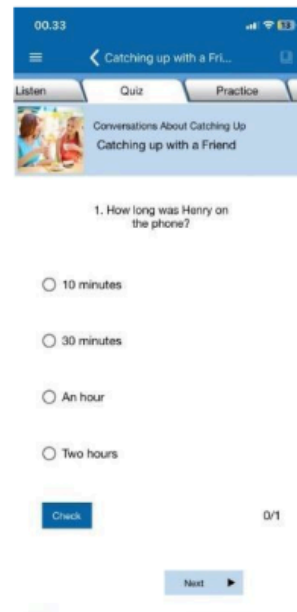 00.33
53
Catching up with a Fri...
Listen
Quiz
Practice
Conversations About Catching Up
Catching up with a Friend
1. How long was Henry on
the phone?
10 minutes
30 minutes
An hour
Two hours
Check
0/1
Next